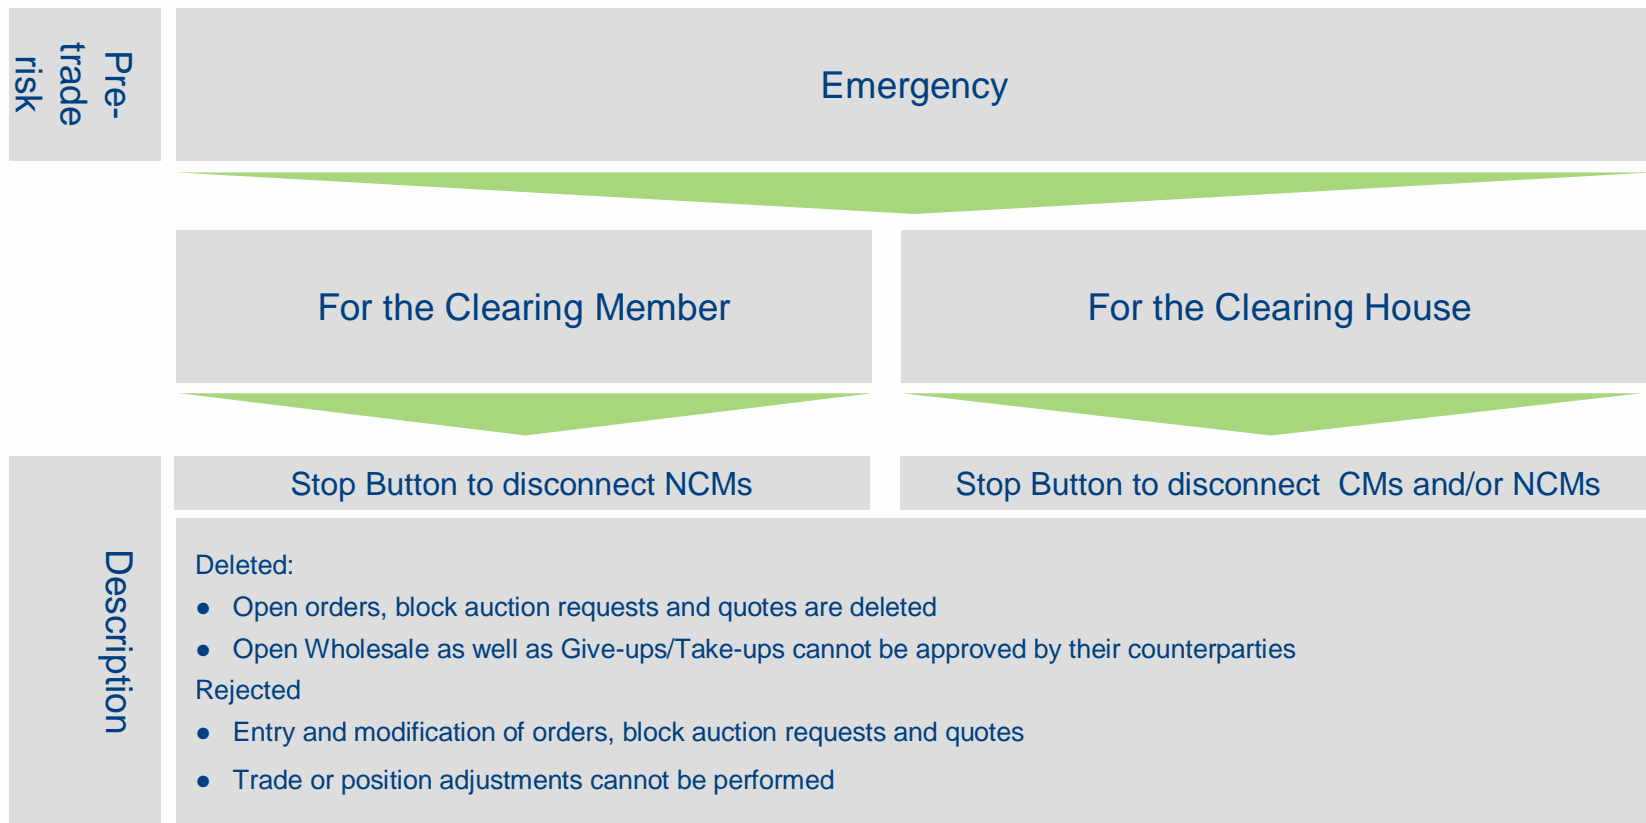 Pre-
trade
risk
Emergency
For the Clearing Member
For the Clearing House
Stop Button to disconnect NCMs
Stop Button to disconnect  CMs and/or NCMs
Description
Deleted:
● Open orders, block auction requests and quotes are deleted
● Open Wholesale as well as Give-ups/Take-ups cannot be approved by their counterparties
Rejected
● Entry and modification of orders, block auction requests and quotes
● Trade or position adjustments cannot be performed